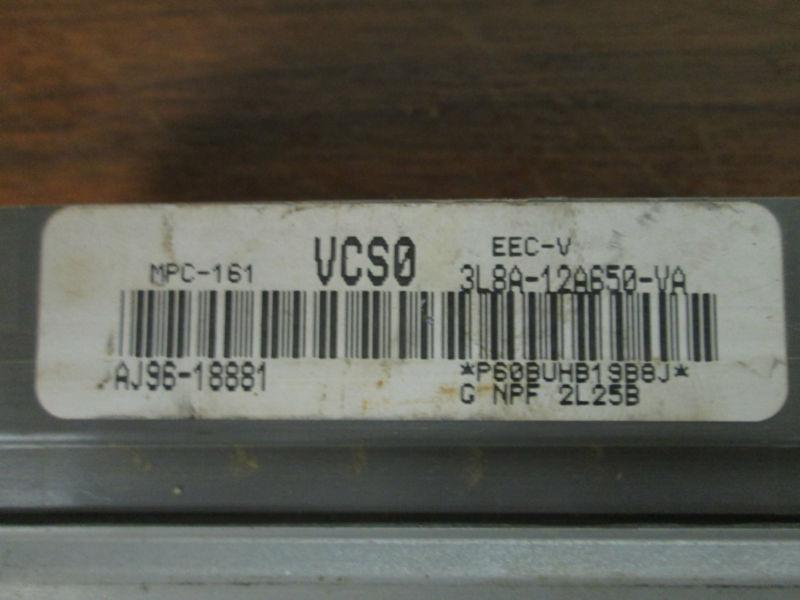 VCS0 EEC-V
MPC-161 3L8A-12A650-VA
AJ96-18881 *P60BUHB19B8J*
G NPF 2L25B